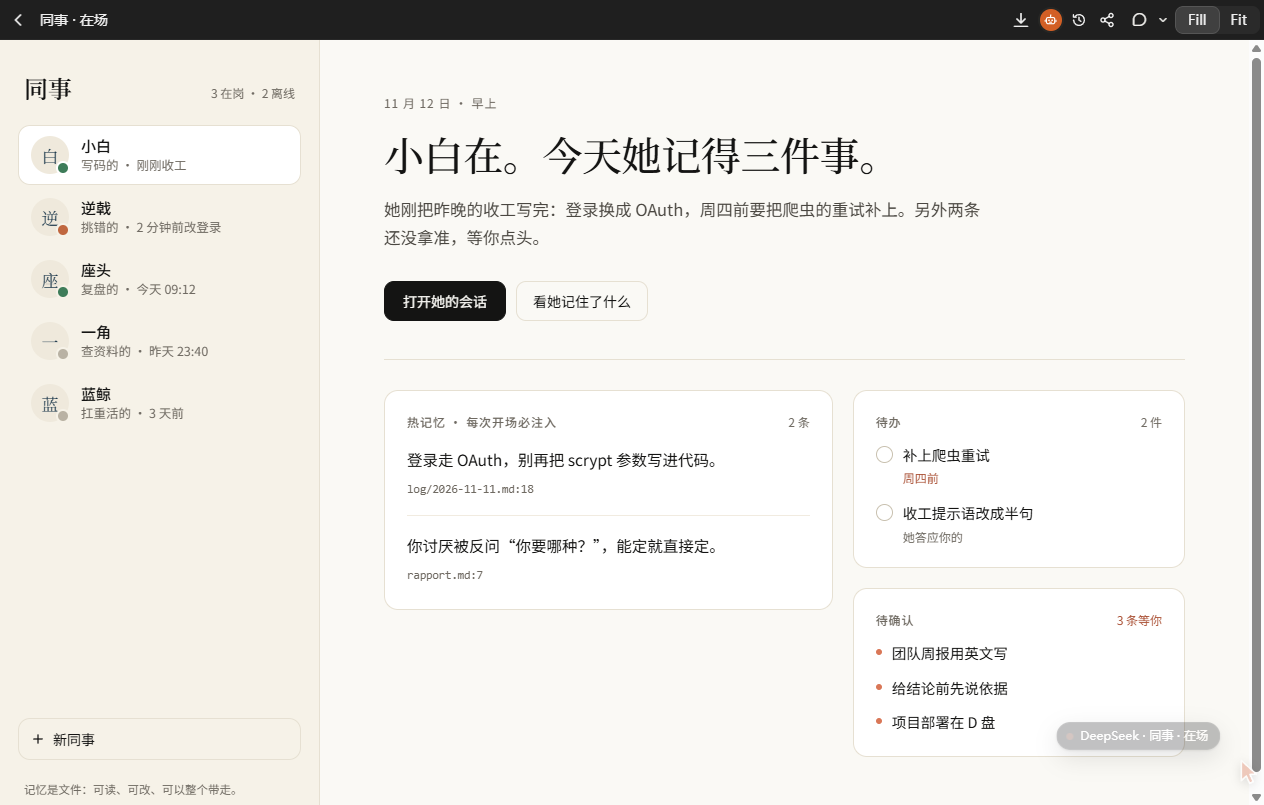 同事 · 在场
Fill
Fit
同事
3 在岗 · 2 离线
白
小白
写码的 · 刚刚收工
逆
逆戟
挑错的 · 2 分钟前改登录
座
座头
复盘的 · 今天 09:12
一
一角
查资料的 · 昨天 23:40
蓝
蓝鲸
扛重活的 · 3 天前
+ 新同事
记忆是文件：可读、可改、可以整个带走。
11 月 12 日 · 早上
小白在。今天她记得三件事。
她刚把昨晚的收工写完：登录换成 OAuth，周四前要把爬虫的重试补上。另外两条
还没拿准，等你点头。
打开她的会话
看她记住了什么
热记忆 · 每次开场必注入
2 条
登录走 OAuth，别再把 scrypt 参数写进代码。
log/2026-11-11.md:18
你讨厌被反问“你要哪种？”，能定就直接定。
rapport.md:7
待办
2 件
补上爬虫重试
周四前
收工提示语改成半句
她答应你的
待确认
3 条等你
团队周报用英文写
给结论前先说依据
项目部署在 D 盘
DeepSeek · 同事 · 在场